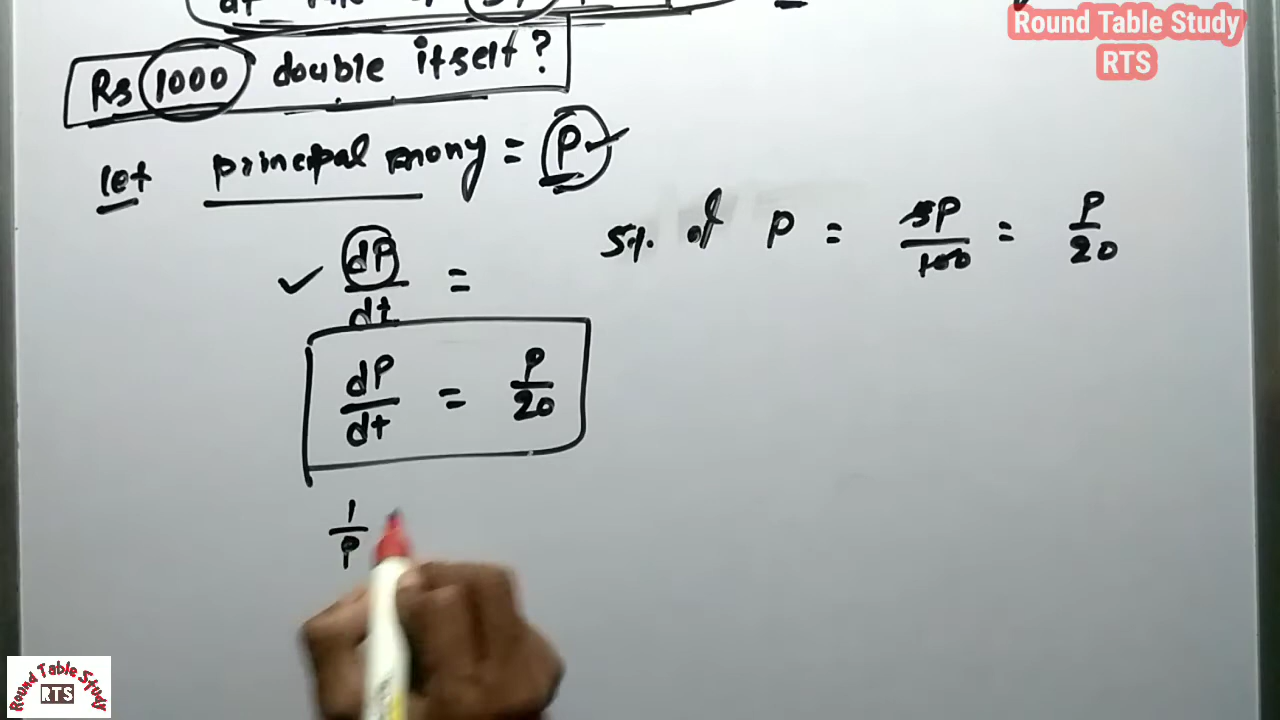 Round Table Study
RTS
Rs 1000 double itself?
let principal mony = P
dP/dt =
5% of P = 5P/100 = P/20
dP/dt = P/20
1/P
Round Table Study
RTS